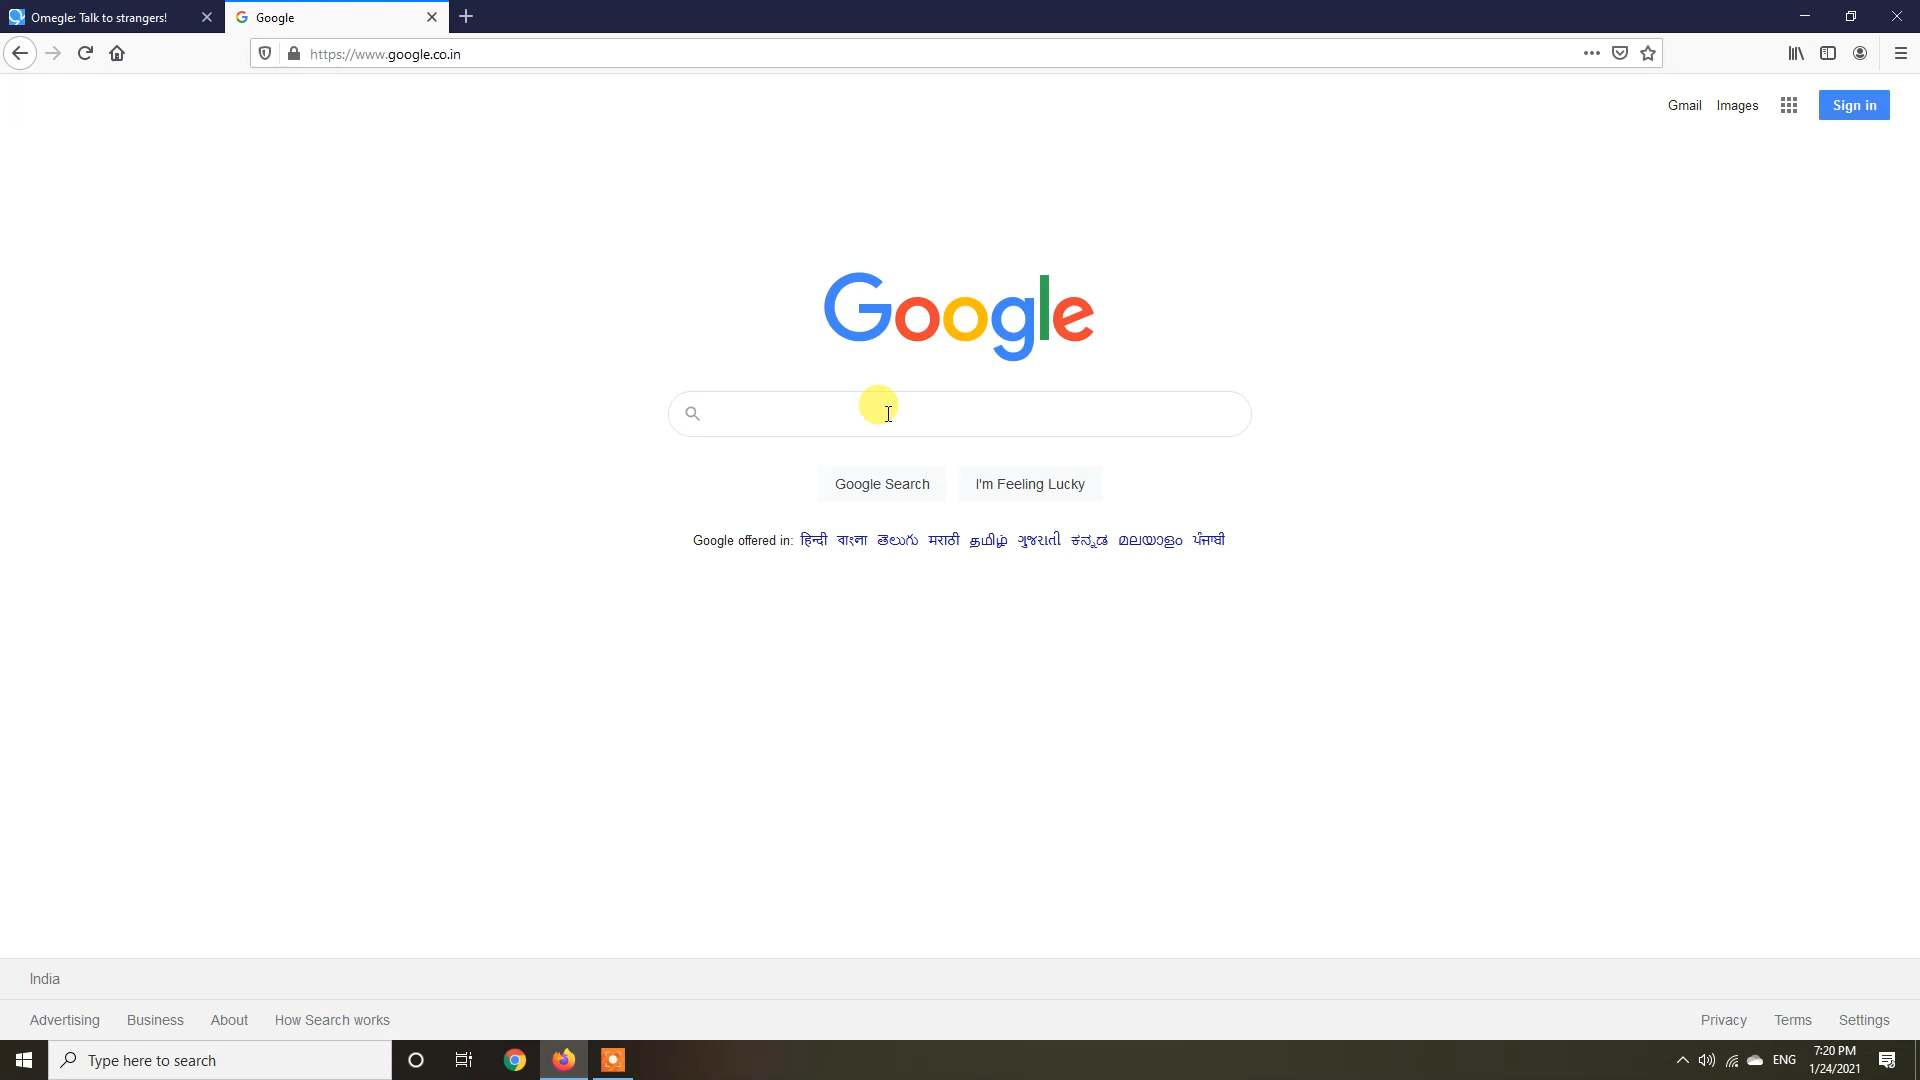 Omegle: Talk to strangers!
Google
https://www.google.co.in
Gmail Images Sign in
Google
Google Search I'm Feeling Lucky
Google offered in: हिन्दी বাংলা తెలుగు मराठी தமிழ் ગુજરાતી ಕನ್ನಡ മലയാളം ਪੰਜਾਬੀ
India
Advertising Business About How Search works Privacy Terms Settings
Type here to search
ENG
7:20 PM
1/24/2021